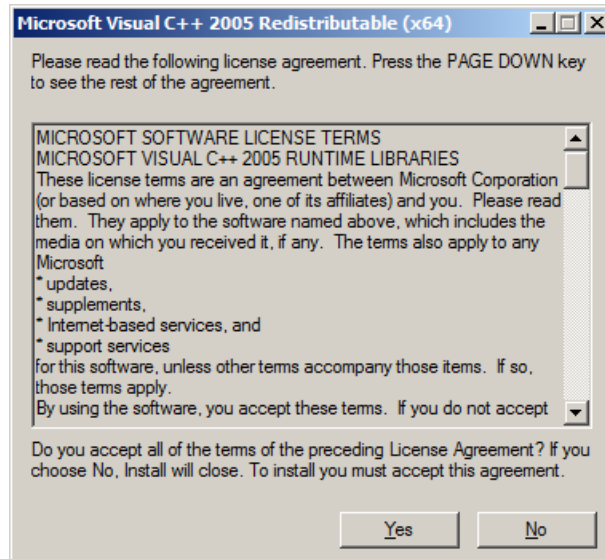 Microsoft Visual C++ 2005 Redistributable (x64)
Please read the following license agreement. Press the PAGE DOWN key
to see the rest of the agreement.
MICROSOFT SOFTWARE LICENSE TERMS
MICROSOFT VISUAL C++ 2005 RUNTIME LIBRARIES
These license terms are an agreement between Microsoft Corporation
(or based on where you live, one of its affiliates) and you.  Please read
them.  They apply to the software named above, which includes the
media on which you received it, if any.  The terms also apply to any
Microsoft
* updates,
* supplements,
* Internet-based services, and
* support services
for this software, unless other terms accompany those items.  If so,
those terms apply.
By using the software, you accept these terms.  If you do not accept
Do you accept all of the terms of the preceding License Agreement? If you
choose No, Install will close. To install you must accept this agreement.
Yes
No